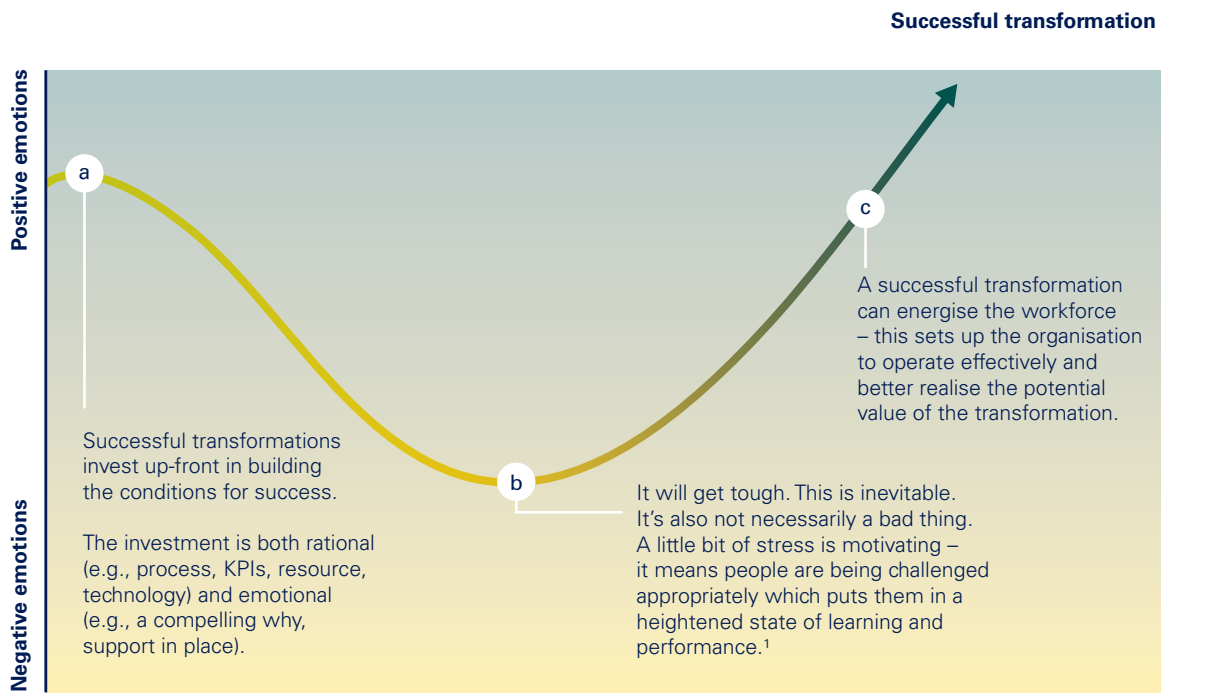 Successful transformation
Positive emotions
Negative emotions
a
Successful transformations
invest up-front in building
the conditions for success.
The investment is both rational
(e.g., process, KPIs, resource,
technology) and emotional
(e.g., a compelling why,
support in place).
b
It will get tough. This is inevitable.
It’s also not necessarily a bad thing.
A little bit of stress is motivating –
it means people are being challenged
appropriately which puts them in a
heightened state of learning and
performance.¹
c
A successful transformation
can energise the workforce
– this sets up the organisation
to operate effectively and
better realise the potential
value of the transformation.